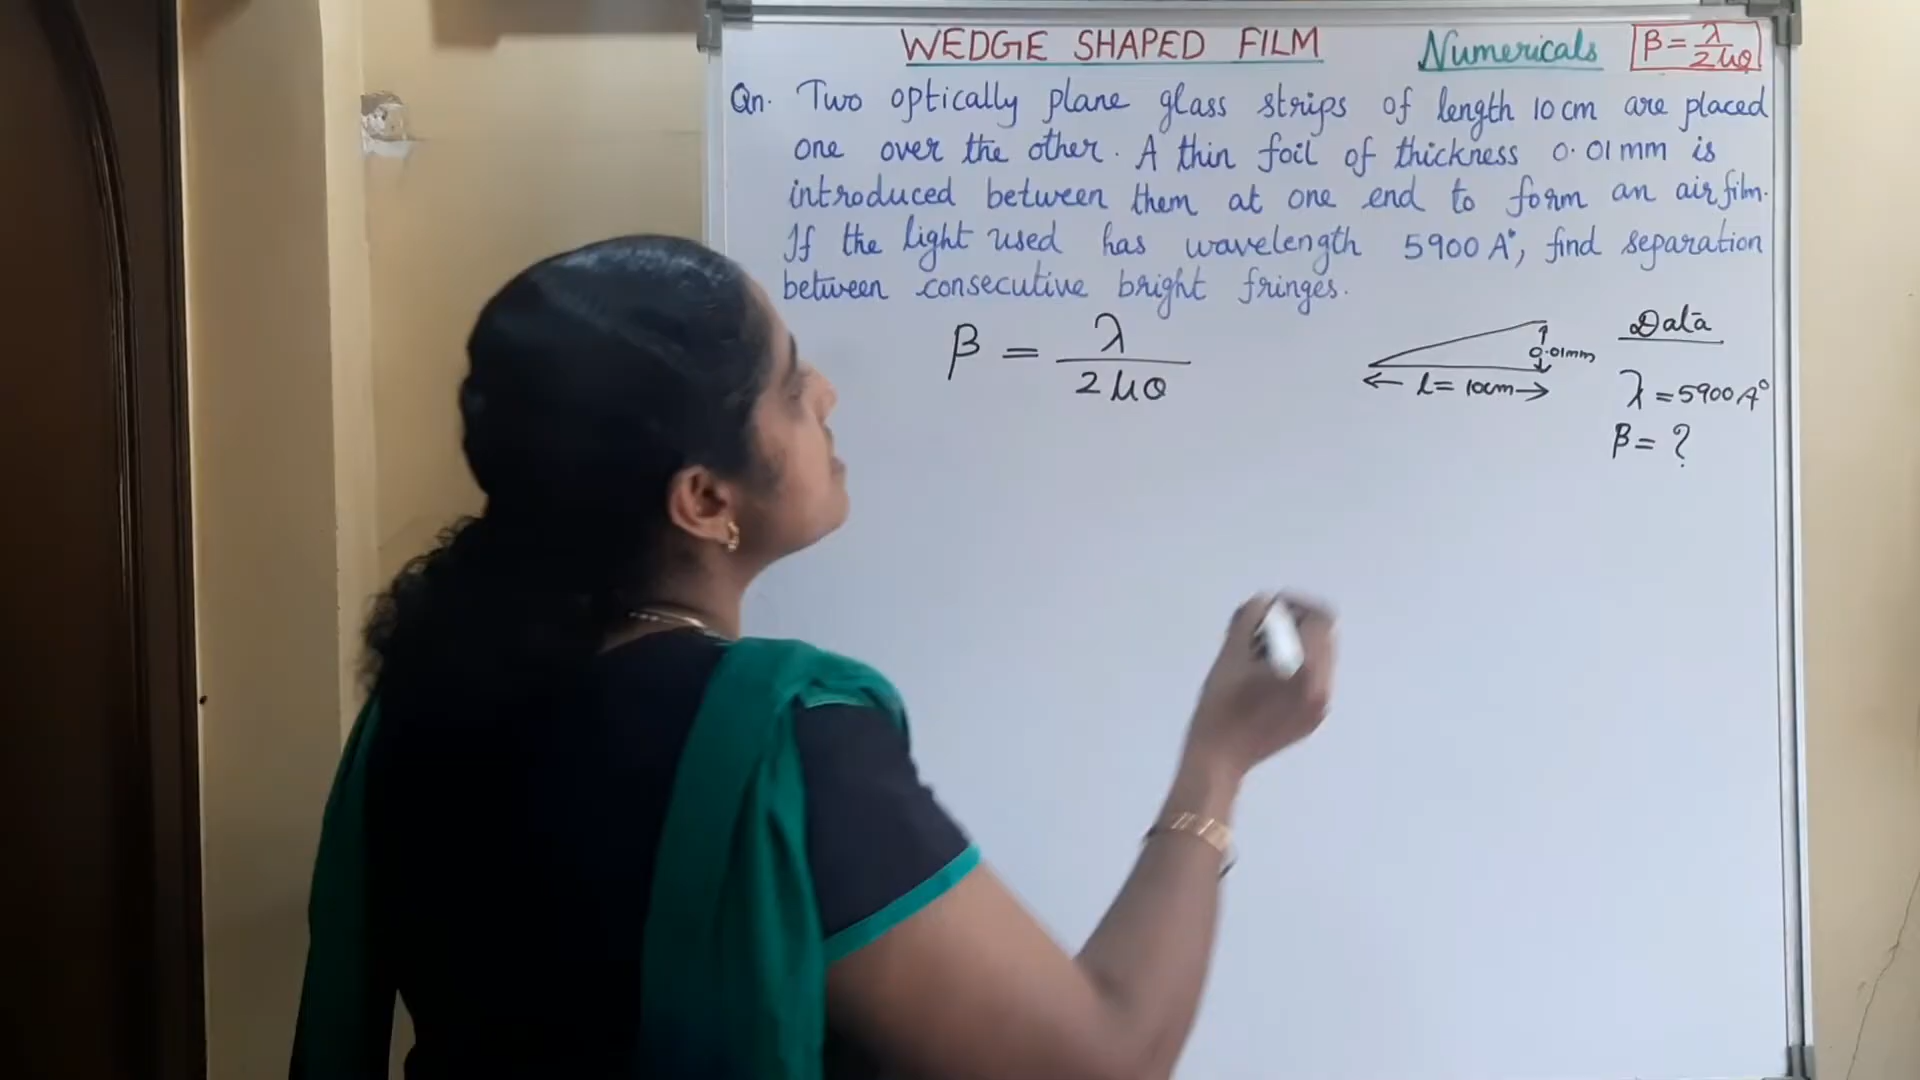 WEDGE SHAPED FILM Numericals β = λ / 2μθ
Qn. Two optically plane glass strips of length 10 cm are placed
one over the other. A thin foil of thickness 0.01 mm is
introduced between them at one end to form an air film.
If the light used has wavelength 5900 A°, find separation
between consecutive bright fringes.
β = λ / 2μθ
0.01mm
l = 10cm
Data
λ = 5900 A°
β = ?